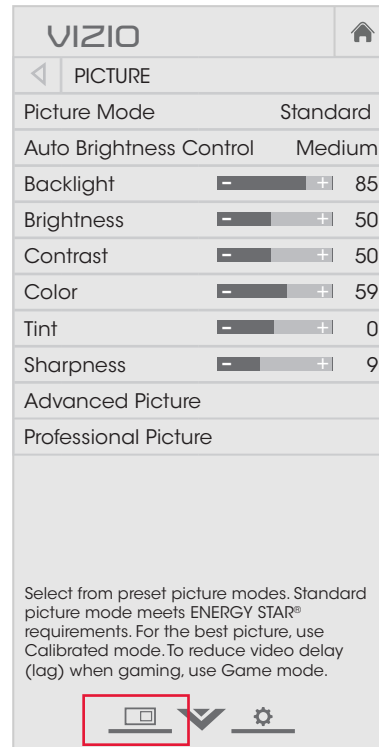 VIZIO
PICTURE
Picture Mode Standard
Auto Brightness Control Medium
Backlight - + 85
Brightness - + 50
Contrast - + 50
Color - + 59
Tint - + 0
Sharpness - + 9
Advanced Picture
Professional Picture
Select from preset picture modes. Standard
picture mode meets ENERGY STAR®
requirements. For the best picture, use
Calibrated mode. To reduce video delay
(lag) when gaming, use Game mode.